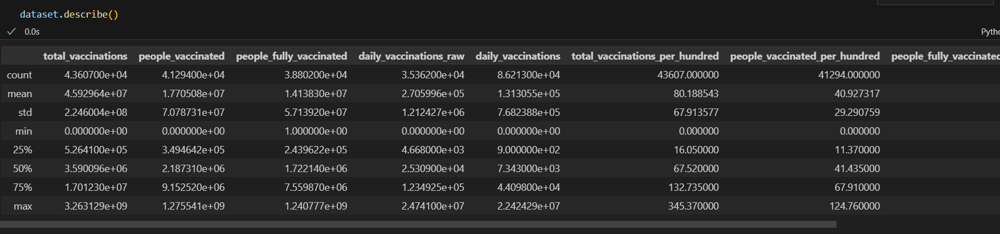 dataset.describe()
0.0s
Pytho
total_vaccinations people_vaccinated people_fully_vaccinated daily_vaccinations_raw daily_vaccinations total_vaccinations_per_hundred people_vaccinated_per_hundred people_fully_vaccinated
count 4.360700e+04 4.129400e+04 3.880200e+04 3.536200e+04 8.621300e+04 43607.000000 41294.000000
mean 4.592964e+07 1.770508e+07 1.413830e+07 2.705996e+05 1.313055e+05 80.188543 40.927317
std 2.246004e+08 7.078731e+07 5.713920e+07 1.212427e+06 7.682388e+05 67.913577 29.290759
min 0.000000e+00 0.000000e+00 1.000000e+00 0.000000e+00 0.000000e+00 0.000000 0.000000
25% 5.264100e+05 3.494642e+05 2.439622e+05 4.668000e+03 9.000000e+02 16.050000 11.370000
50% 3.590096e+06 2.187310e+06 1.722140e+06 2.530900e+04 7.343000e+03 67.520000 41.435000
75% 1.701230e+07 9.152520e+06 7.559870e+06 1.234925e+05 4.409800e+04 132.735000 67.910000
max 3.263129e+09 1.275541e+09 1.240777e+09 2.474100e+07 2.242429e+07 345.370000 124.760000